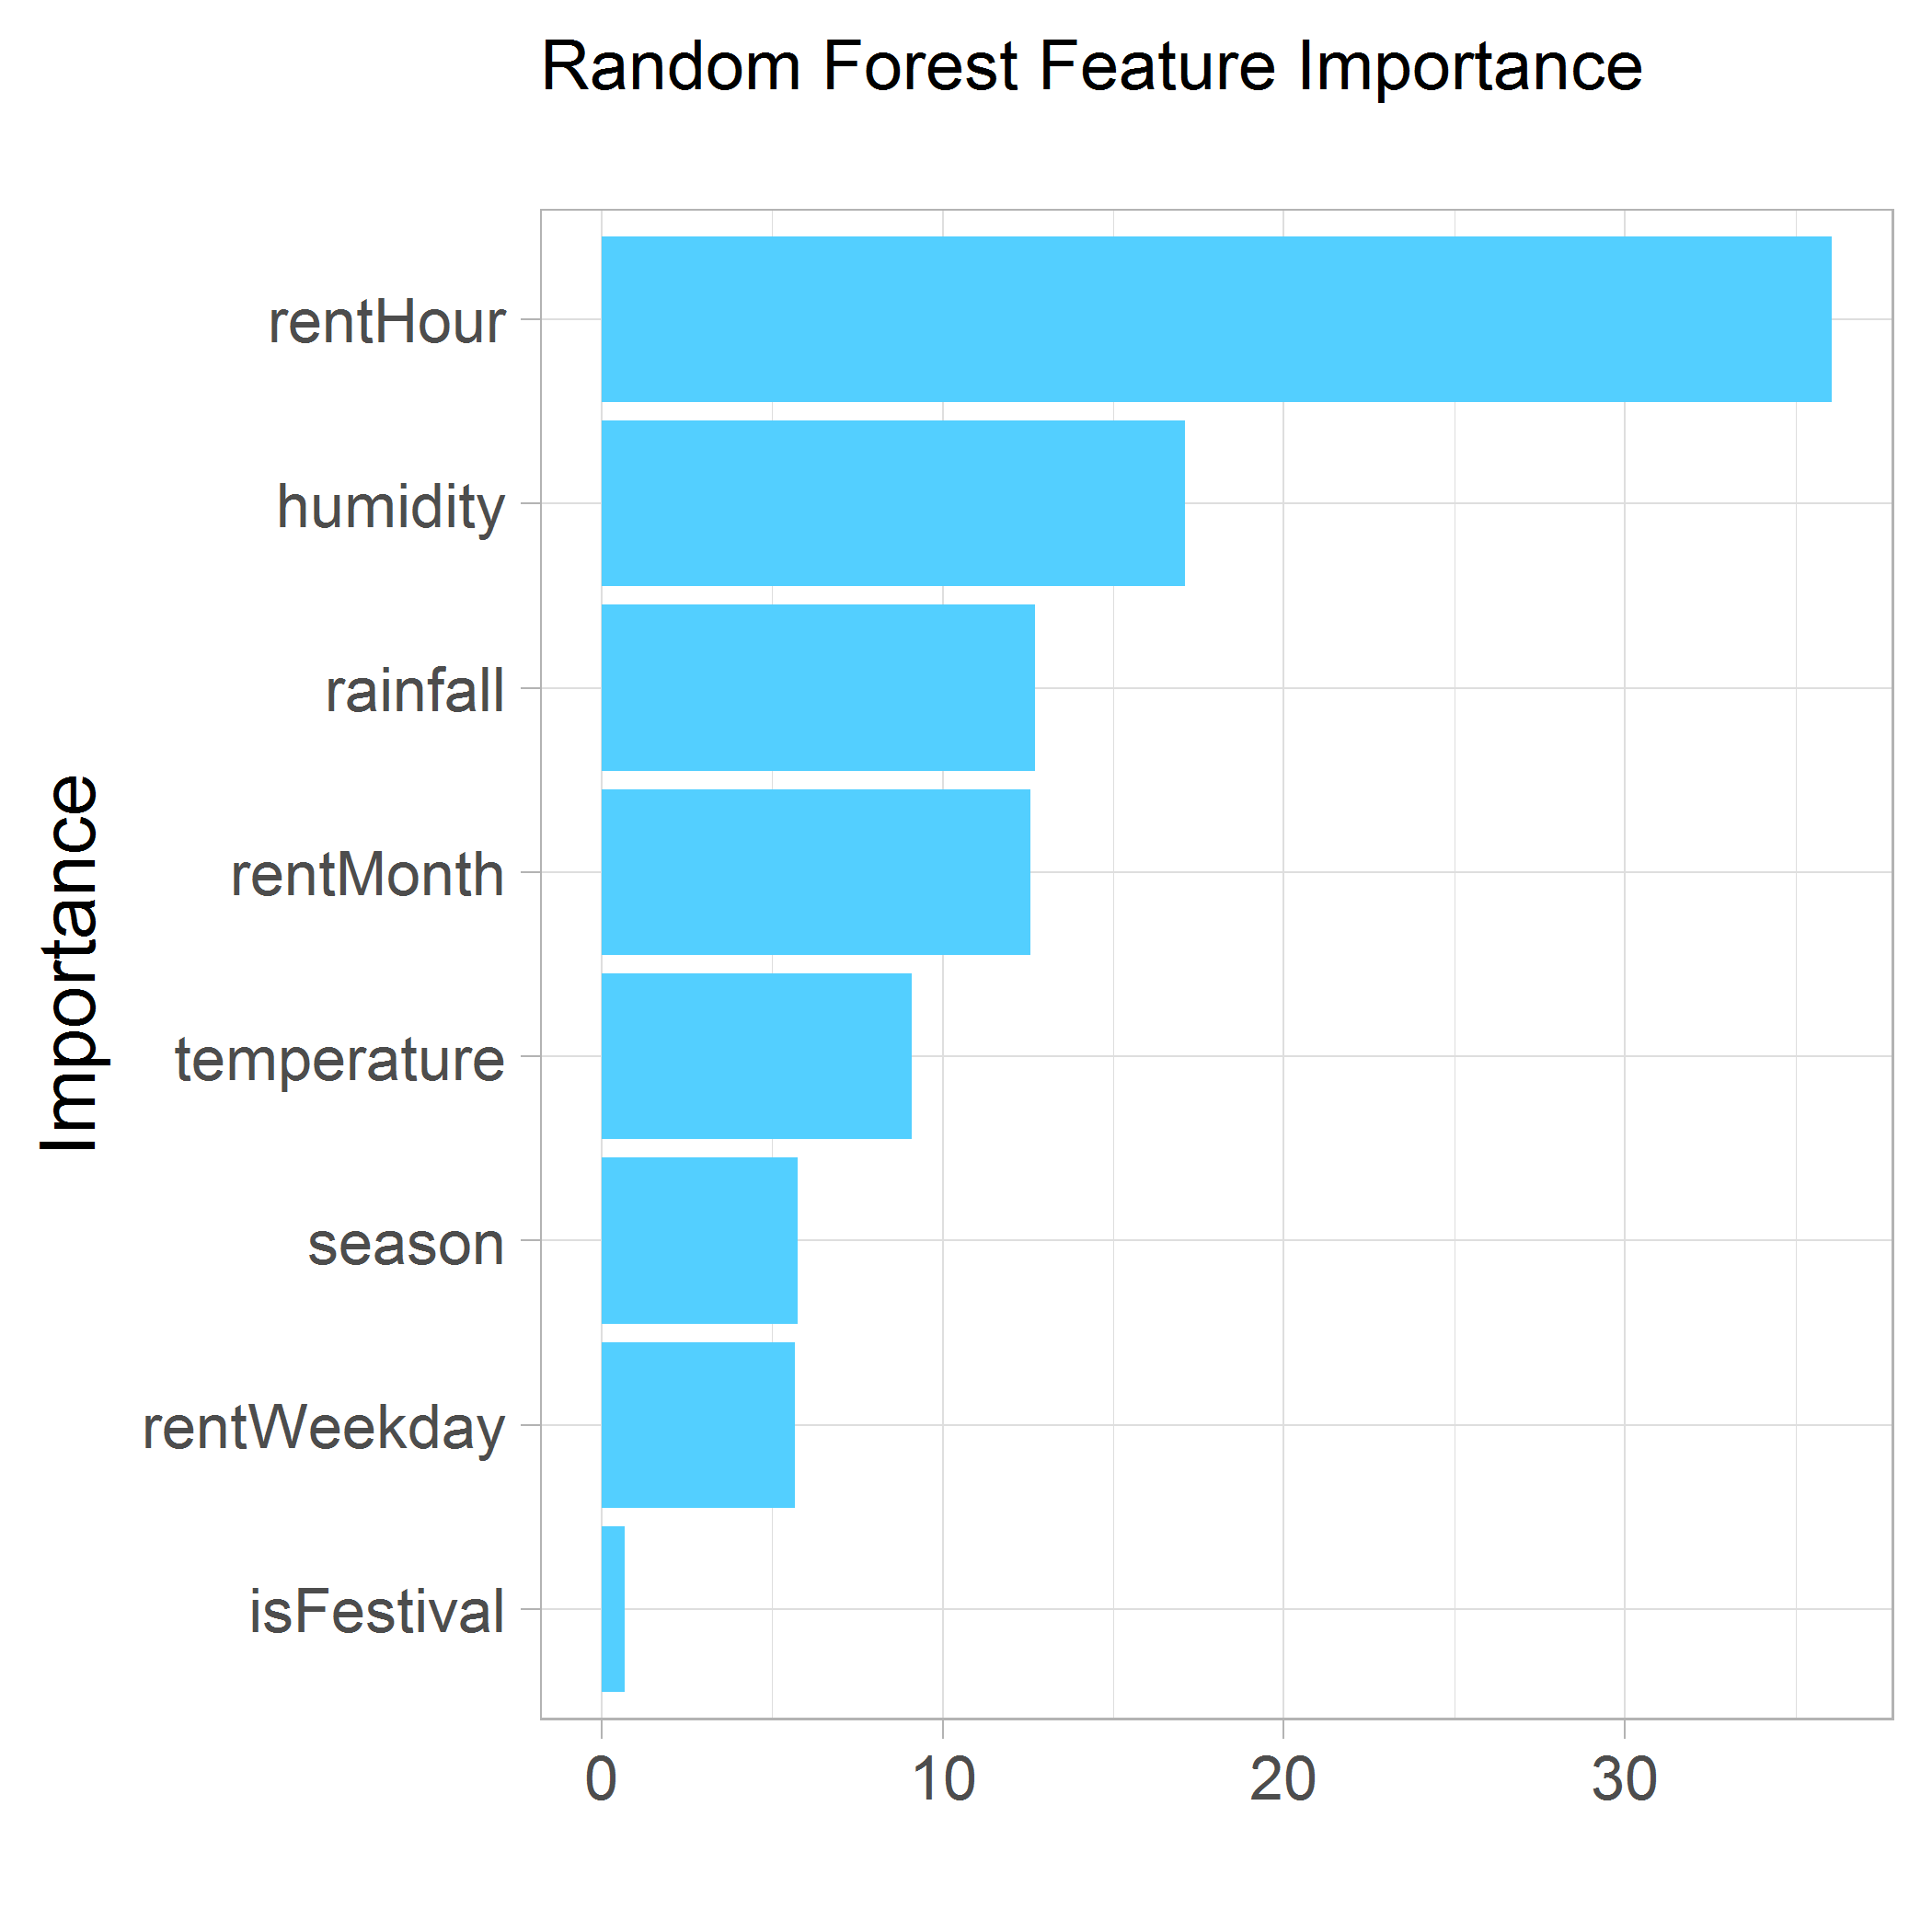 Random Forest Feature Importance
Importance
rentHour
humidity
rainfall
rentMonth
temperature
season
rentWeekday
isFestival
0 10 20 30